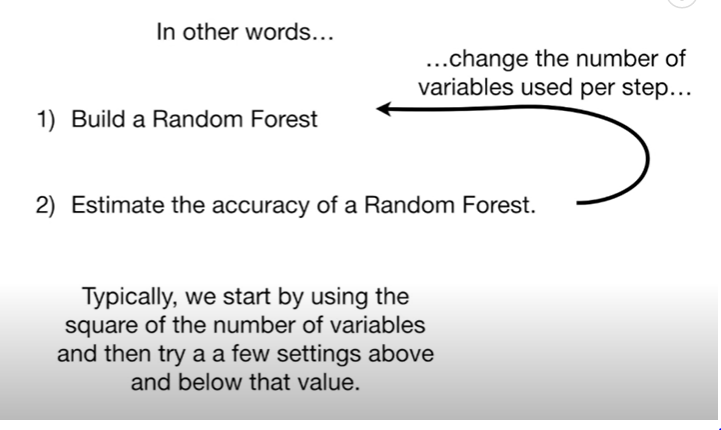 In other words...
...change the number of
variables used per step...
1) Build a Random Forest
2) Estimate the accuracy of a Random Forest.
Typically, we start by using the
square of the number of variables
and then try a a few settings above
and below that value.